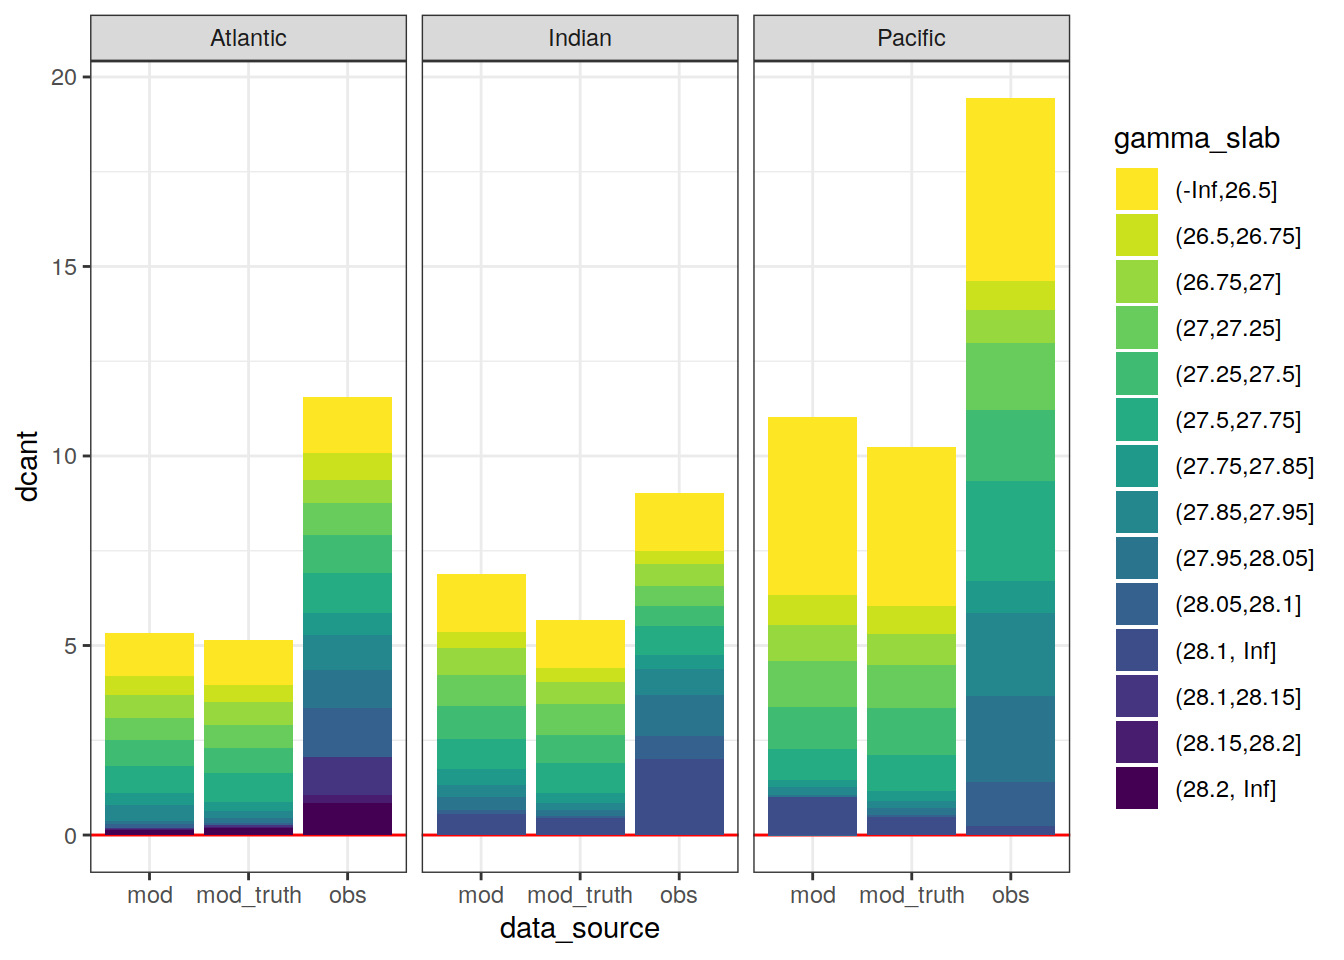 Atlantic Indian Pacific
20
15
10
5
0
dcant
mod mod_truth obs mod mod_truth obs mod mod_truth obs
data_source
gamma_slab
(-Inf,26.5]
(26.5,26.75]
(26.75,27]
(27,27.25]
(27.25,27.5]
(27.5,27.75]
(27.75,27.85]
(27.85,27.95]
(27.95,28.05]
(28.05,28.1]
(28.1, Inf]
(28.1,28.15]
(28.15,28.2]
(28.2, Inf]